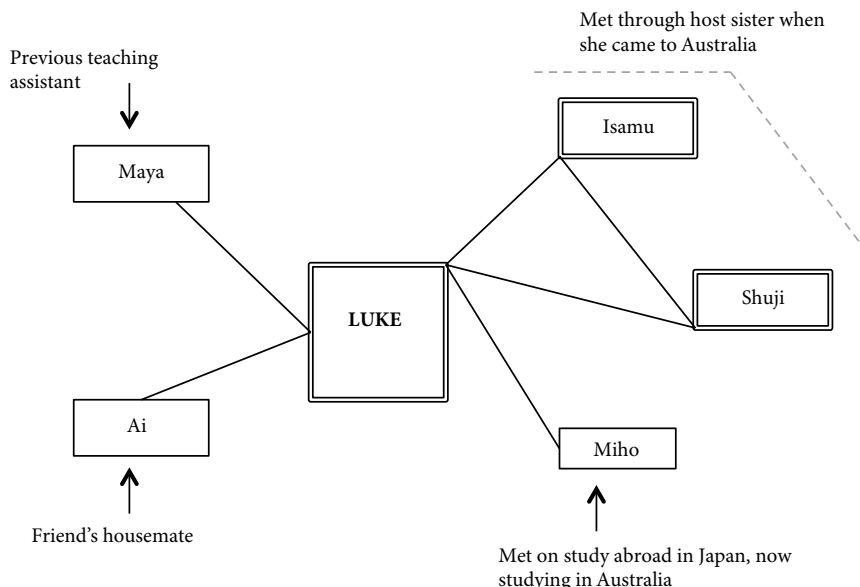 Met through host sister when
she came to Australia
Previous teaching
assistant
Isamu
Maya
Shuji
LUKE
Ai
Miho
Friend's housemate
Met on study abroad in Japan, now
studying in Australia